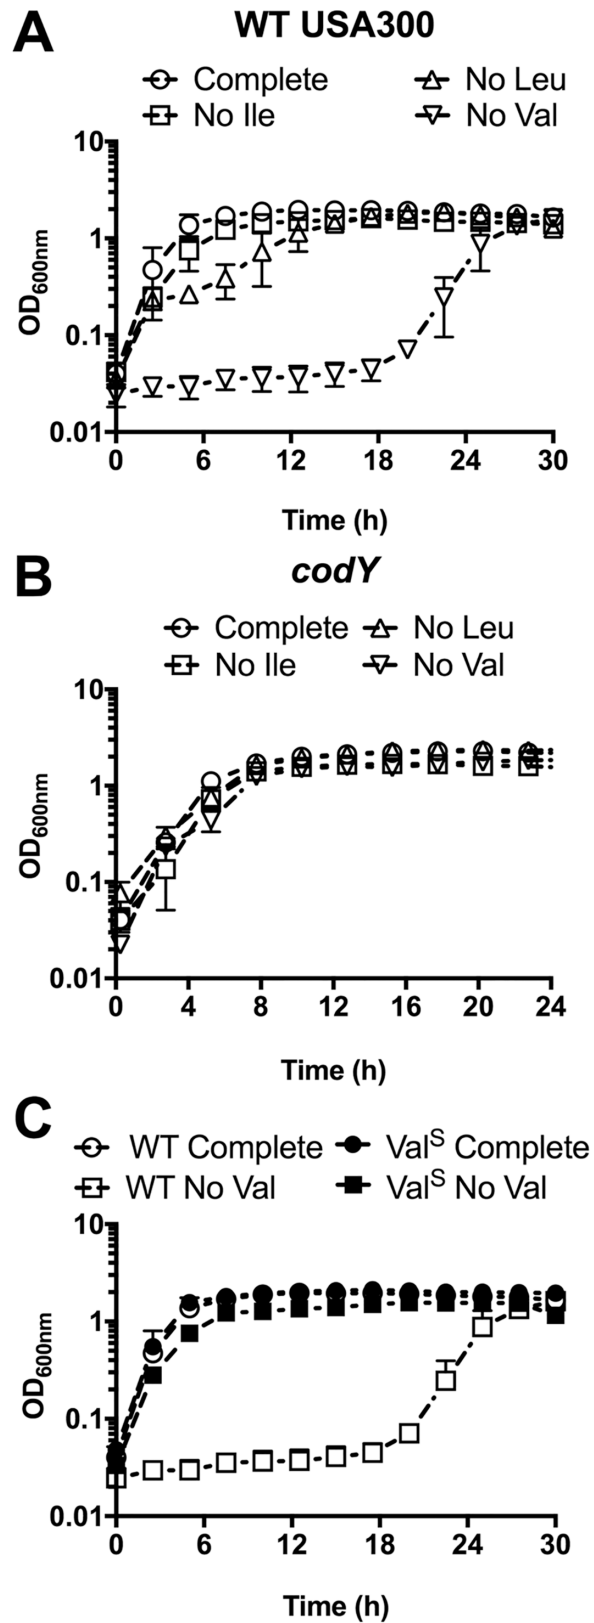 A
WT USA300
Complete No Leu
No Ile No Val
10
1
0.1
0.01
OD600nm
0 6 12 18 24 30
Time (h)
B
codY
Complete No Leu
No Ile No Val
10
1
0.1
0.01
OD600nm
0 4 8 12 16 20 24
Time (h)
C
WT Complete ValS Complete
WT No Val ValS No Val
10
1
0.1
0.01
OD600nm
0 6 12 18 24 30
Time (h)